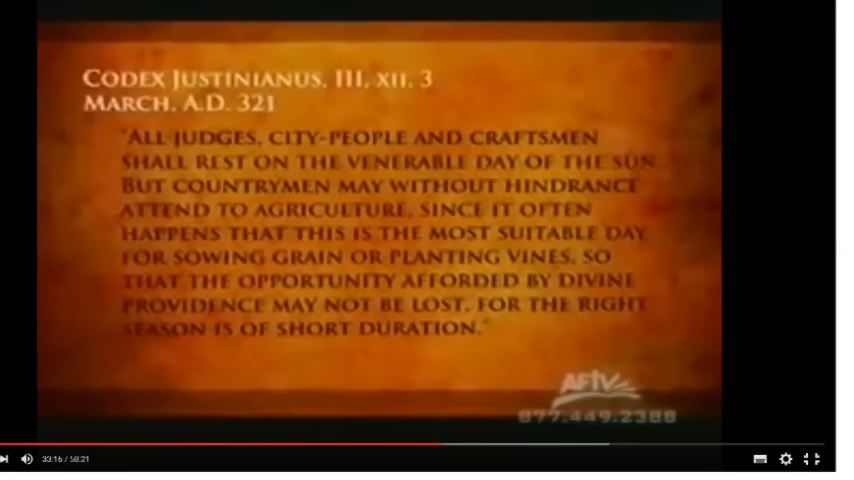 CODEX JUSTINIANUS, III, XII, 3
MARCH, A.D. 321
"ALL JUDGES, CITY-PEOPLE AND CRAFTSMEN
SHALL REST ON THE VENERABLE DAY OF THE SUN
BUT COUNTRYMEN MAY WITHOUT HINDRANCE
ATTEND TO AGRICULTURE, SINCE IT OFTEN
HAPPENS THAT THIS IS THE MOST SUITABLE DAY
FOR SOWING GRAIN OR PLANTING VINES, SO
THAT THE OPPORTUNITY AFFORDED BY DIVINE
PROVIDENCE MAY NOT BE LOST, FOR THE RIGHT
SEASON IS OF SHORT DURATION."
AFTV
877.449.2388
33:15 / 58:21